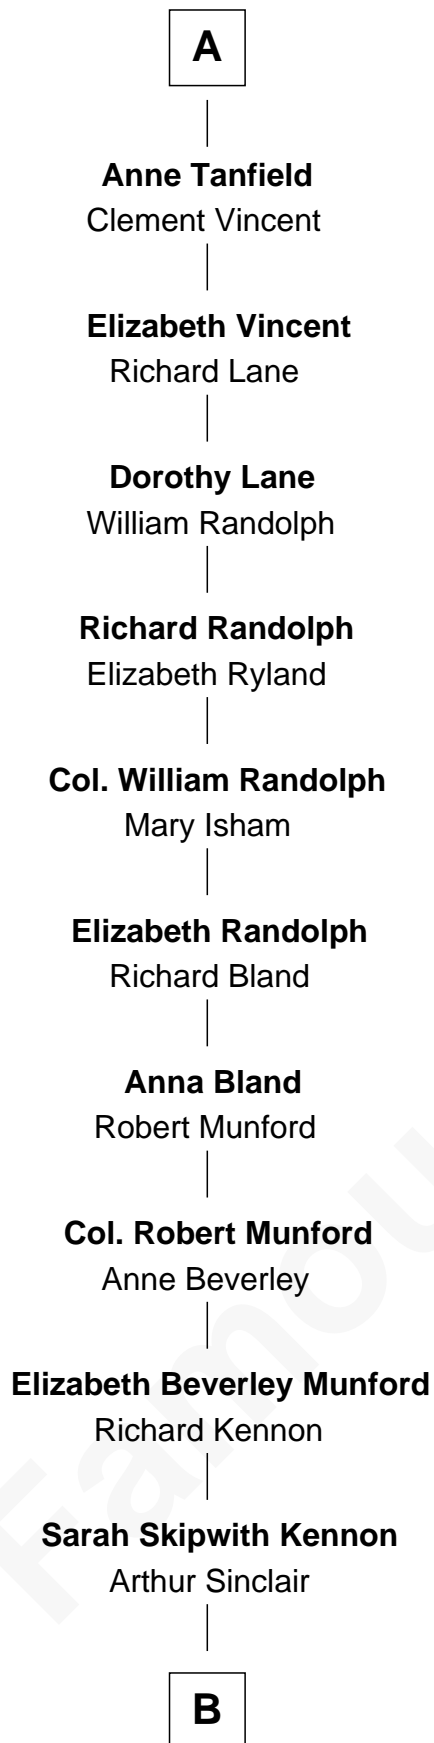 A
Anne Tanfield
Clement Vincent
Elizabeth Vincent
Richard Lane
Dorothy Lane
William Randolph
Richard Randolph
Elizabeth Ryland
Col. William Randolph
Mary Isham
Elizabeth Randolph
Richard Bland
Anna Bland
Robert Munford
Col. Robert Munford
Anne Beverley
Elizabeth Beverley Munford
Richard Kennon
Sarah Skipwith Kennon
Arthur Sinclair
B
Famou